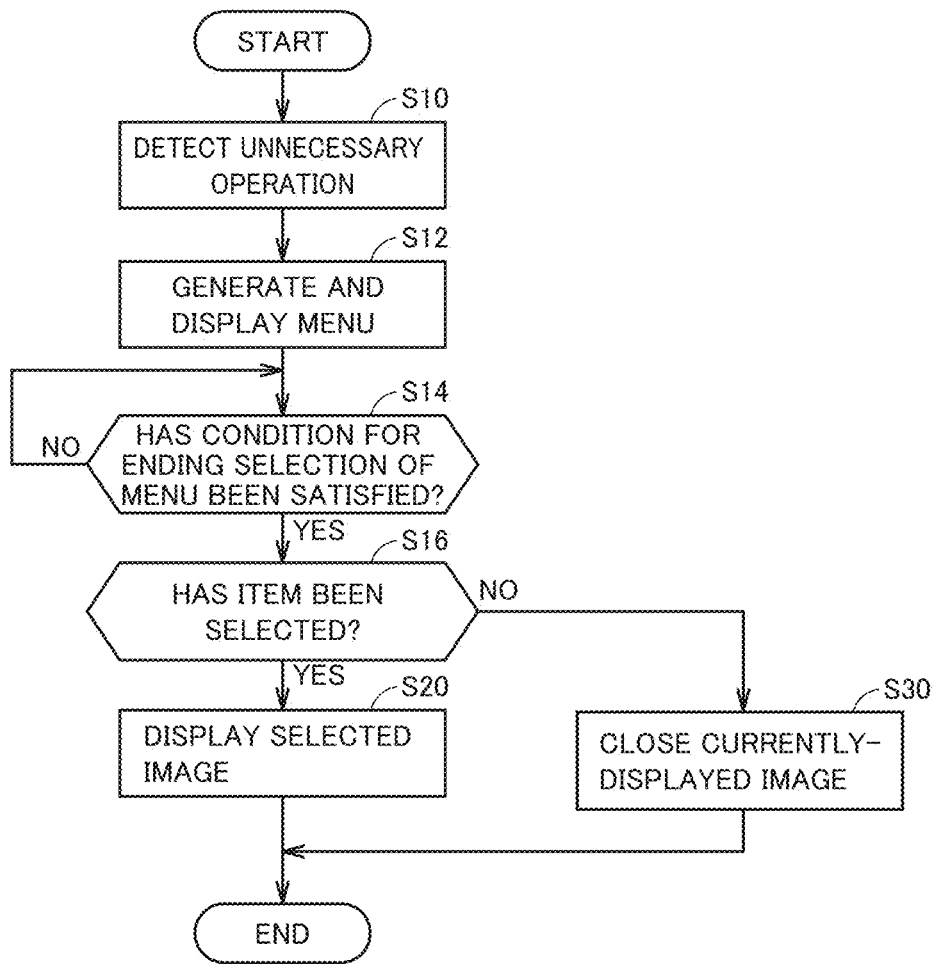 START
S10
DETECT UNNECESSARY
OPERATION
S12
GENERATE AND
DISPLAY MENU
S14
HAS CONDITION FOR
ENDING SELECTION OF
MENU BEEN SATISFIED?
NO
YES
S16
HAS ITEM BEEN
SELECTED?
NO
YES
S20
DISPLAY SELECTED
IMAGE
S30
CLOSE CURRENTLY-
DISPLAYED IMAGE
END